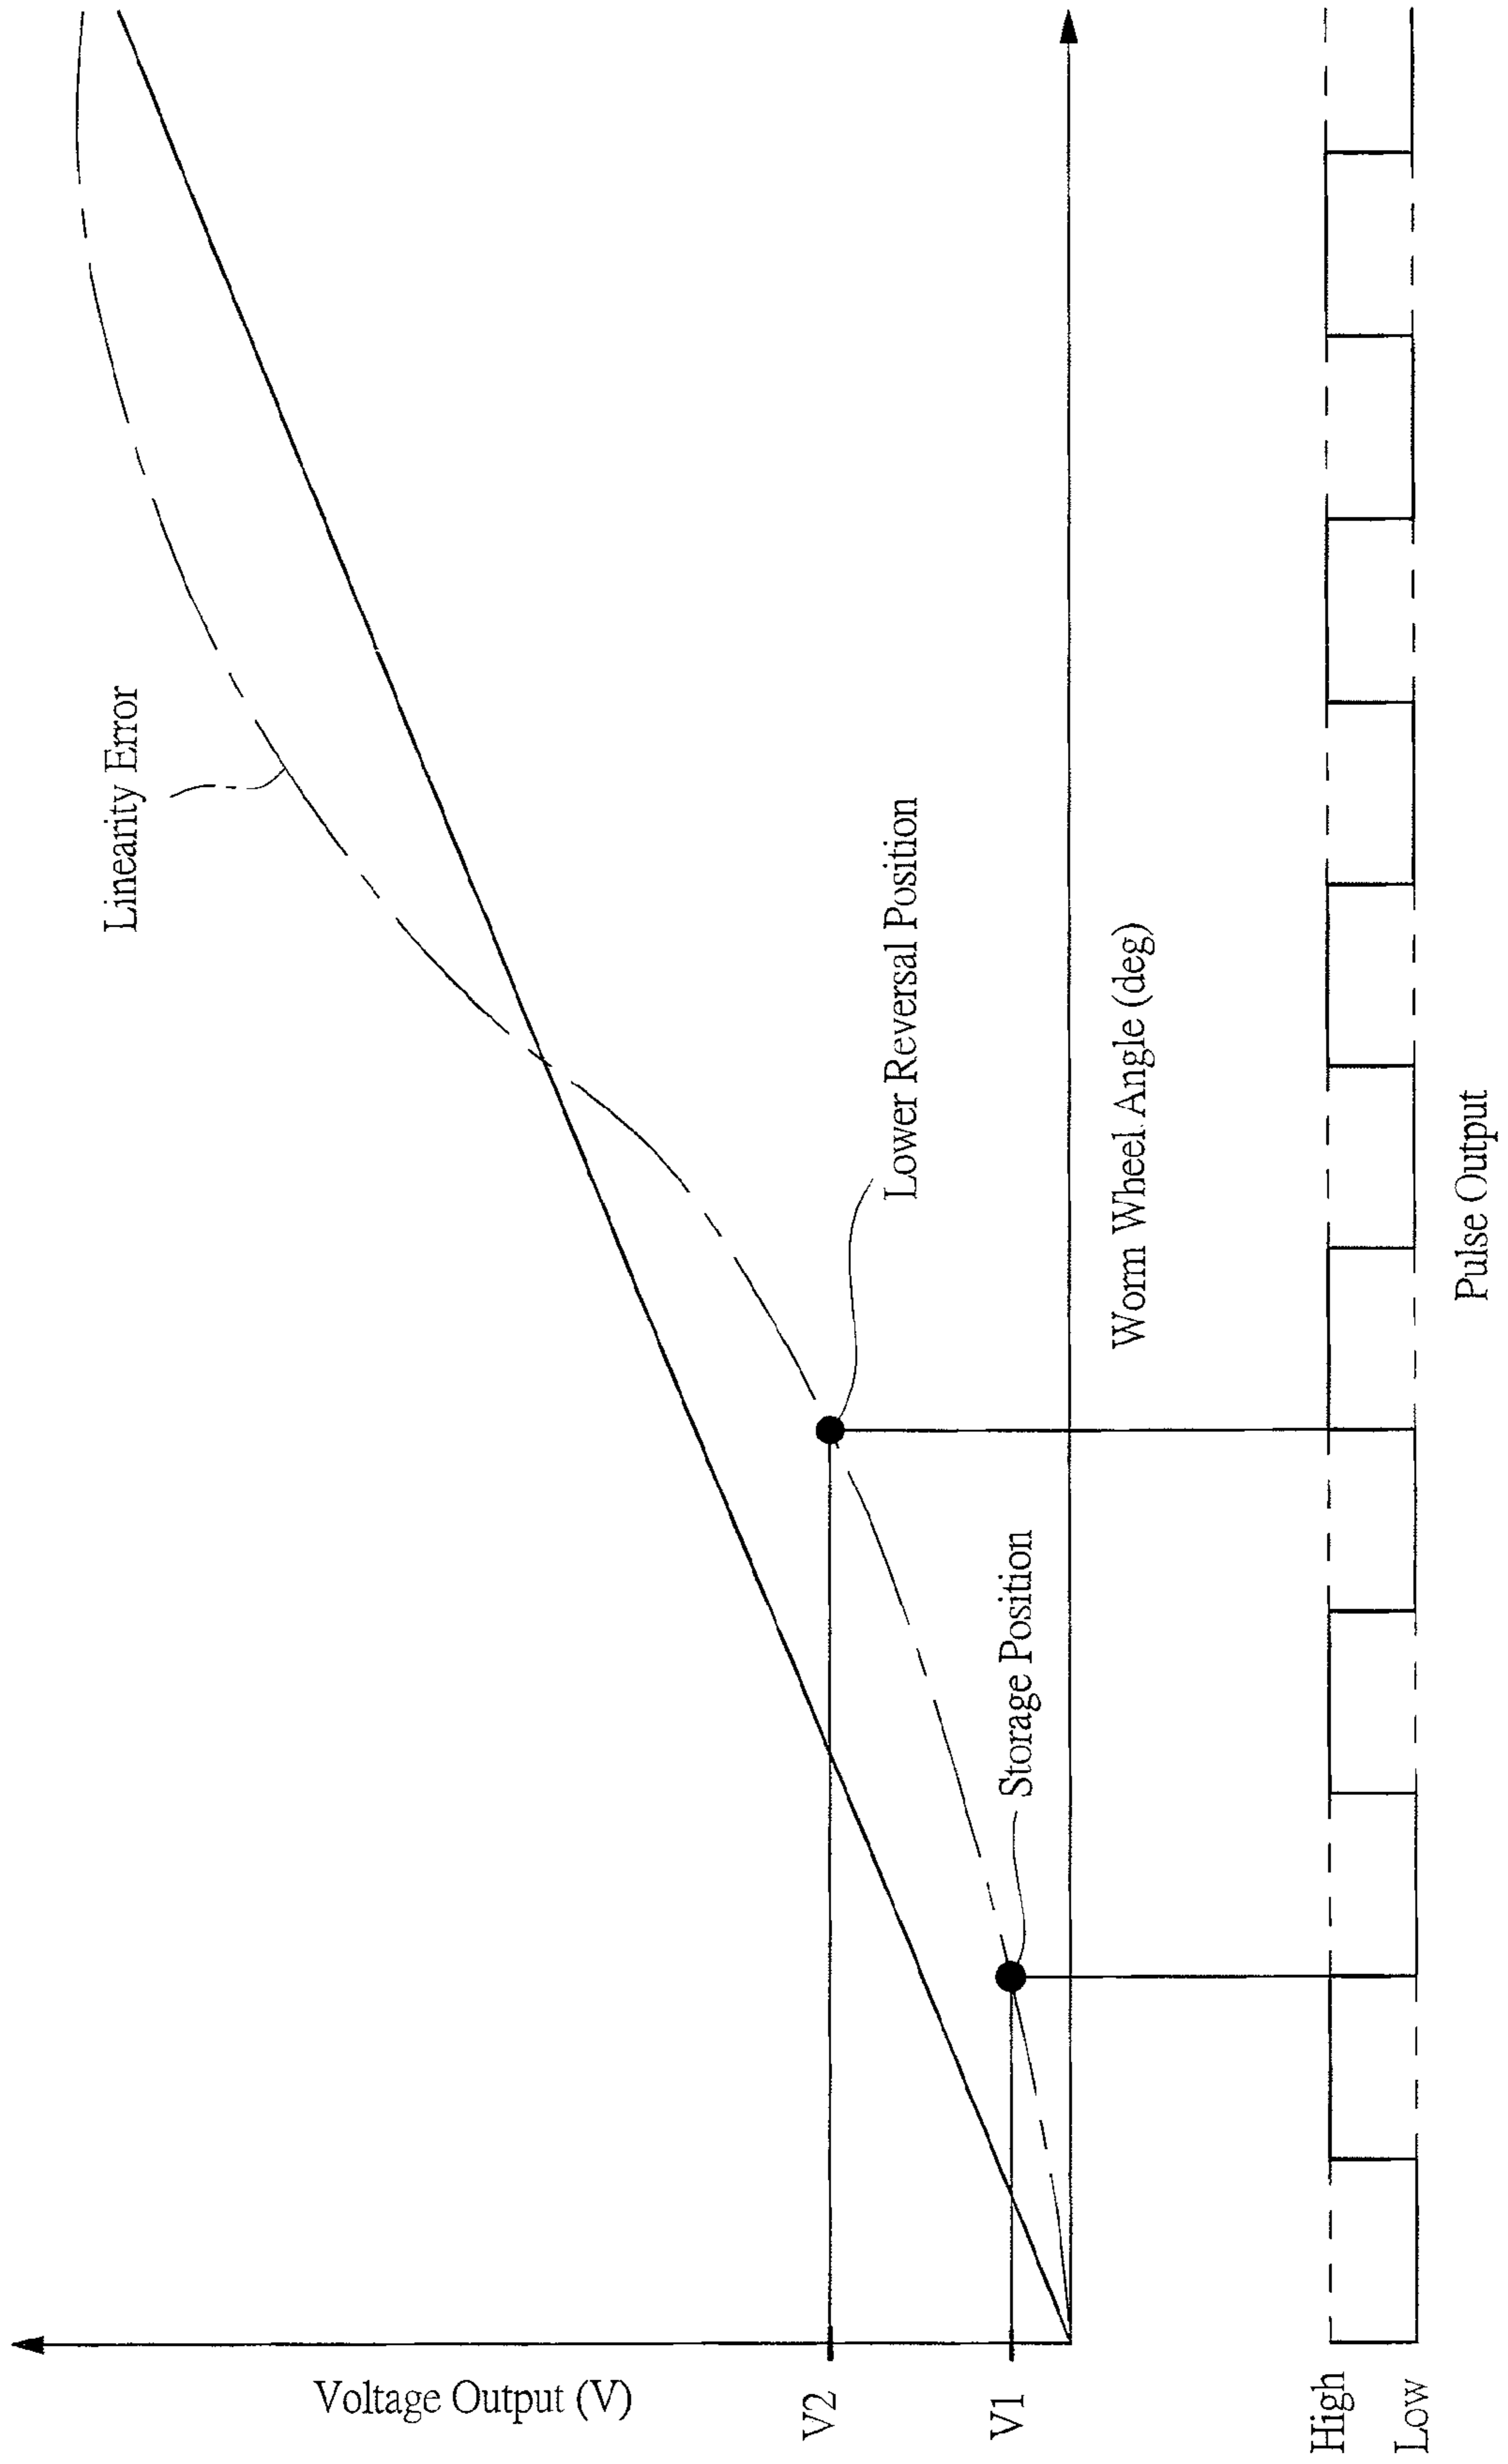 Voltage Output (V)
Linearity Error
V2
Lower Reversal Position
V1
Storage Position
Worm Wheel Angle (deg)
High
Low
Pulse Output